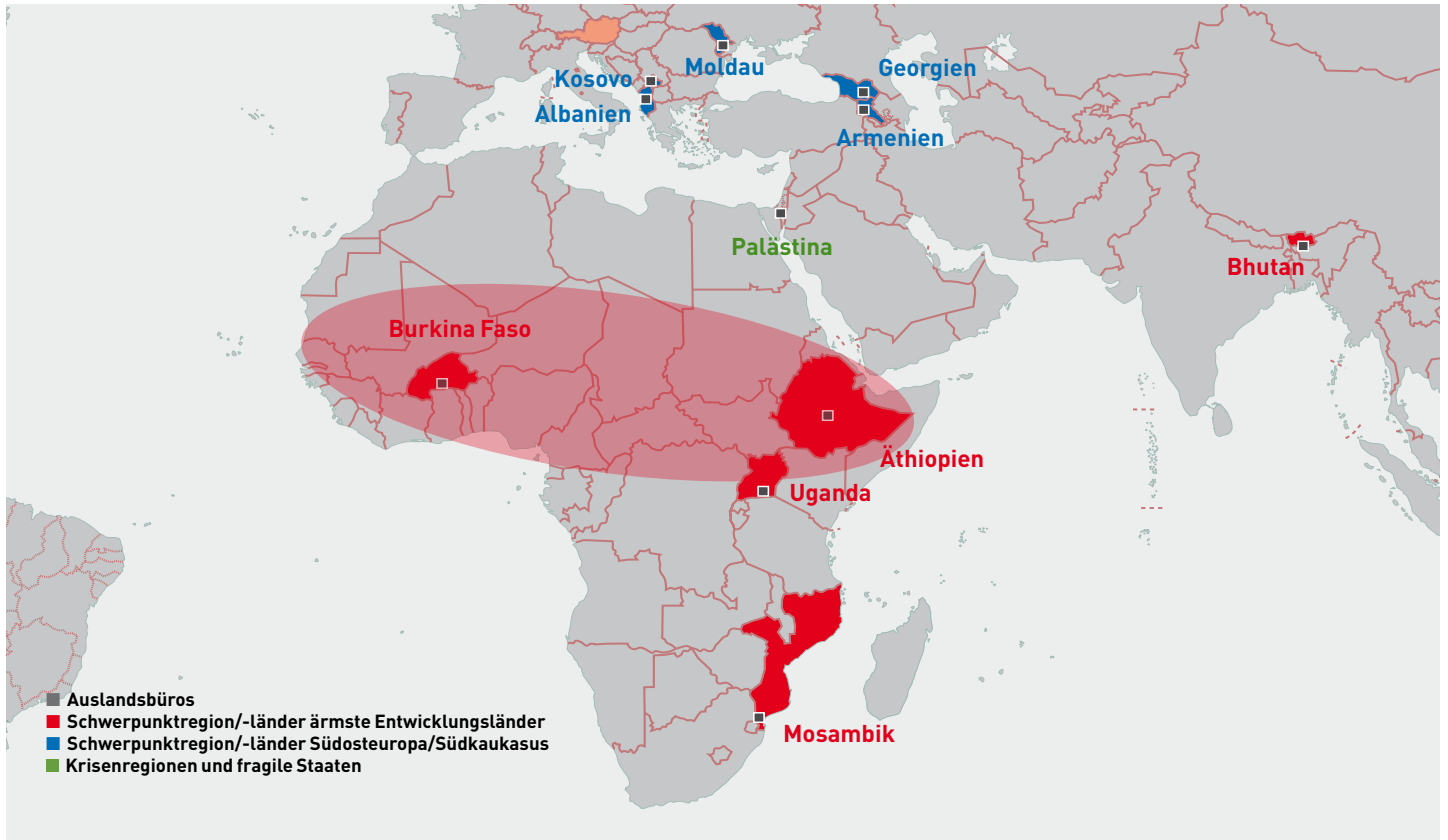 Moldau
Georgien
Kosovo
Albanien
Armenien
Palästina
Bhutan
Burkina Faso
Äthiopien
Uganda
Mosambik
Auslandsbüros
Schwerpunktregion/-länder ärmste Entwicklungsländer
Schwerpunktregion/-länder Südosteuropa/Südkaukasus
Krisenregionen und fragile Staaten